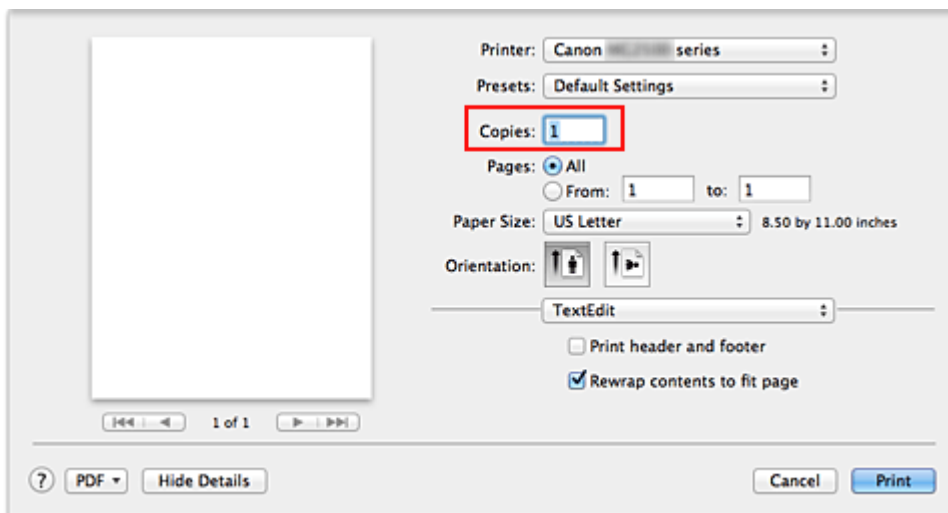 Printer: Canon series
Presets: Default Settings
Copies: 1
Pages: All
From: 1 to: 1
Paper Size: US Letter 8.50 by 11.00 inches
Orientation:
TextEdit
Print header and footer
Rewrap contents to fit page
1 of 1
? PDF Hide Details Cancel Print